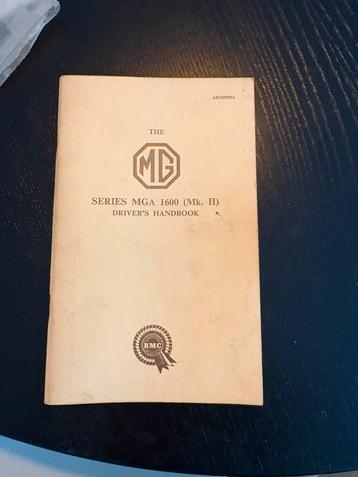 THE
MG
SERIES MGA 1600 (Mk. II)
DRIVER'S HANDBOOK
BMC